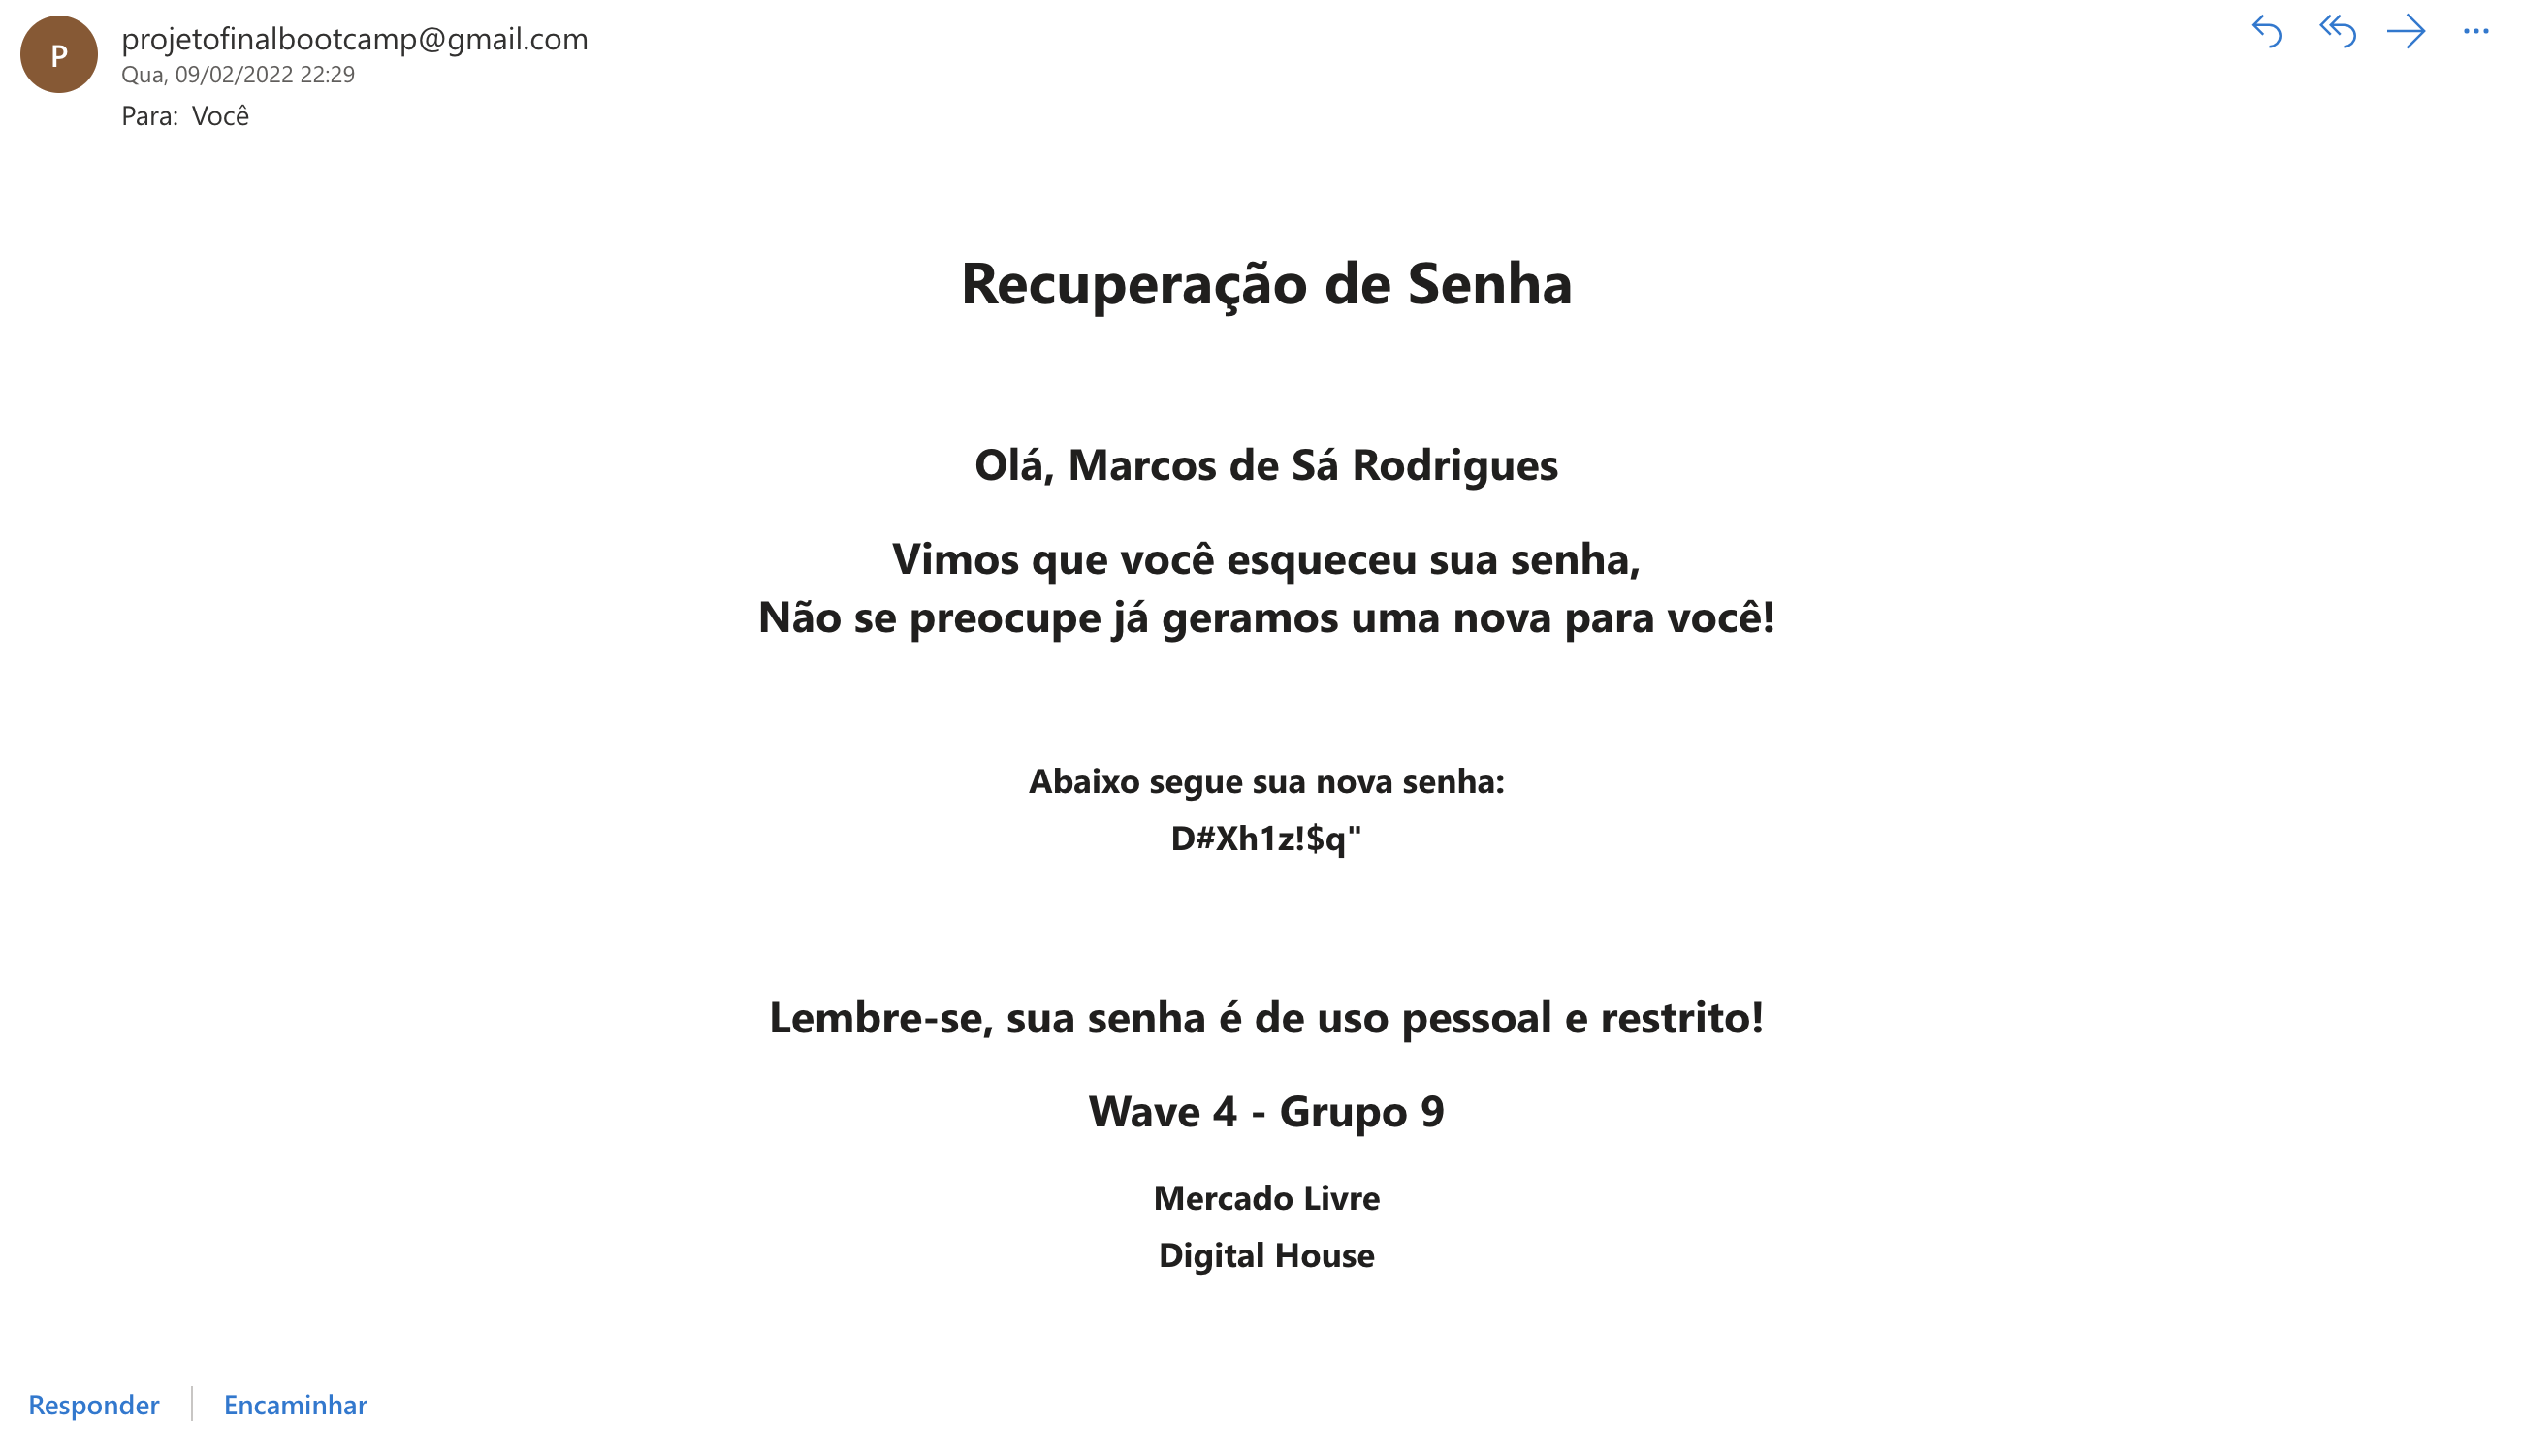 P
projetofinalbootcamp@gmail.com
Qua, 09/02/2022 22:29
Para: Você
Recuperação de Senha
Olá, Marcos de Sá Rodrigues
Vimos que você esqueceu sua senha,
Não se preocupe já geramos uma nova para você!
Abaixo segue sua nova senha:
D#Xh1z!$q"
Lembre-se, sua senha é de uso pessoal e restrito!
Wave 4 - Grupo 9
Mercado Livre
Digital House
Responder | Encaminhar